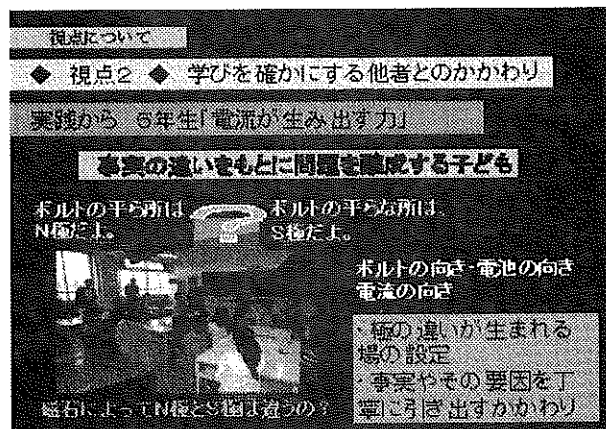 視点について
◆ 視点2 ◆ 学びを確かにする他者とのかかわり
実践から 6年生「電流が生み出す力」
事実の違いをもとに問題を醸成する子ども
ボルトの平ら所は、
N極だよ。
ボルトの平らな所は、
S極だよ。
ボルトの向き・電池の向き
電流の向き
・極の違いが生まれる
場の設定
・事実やその要因を丁
寧に引き出すかかわり
磁石によってN極とS極は違うの?